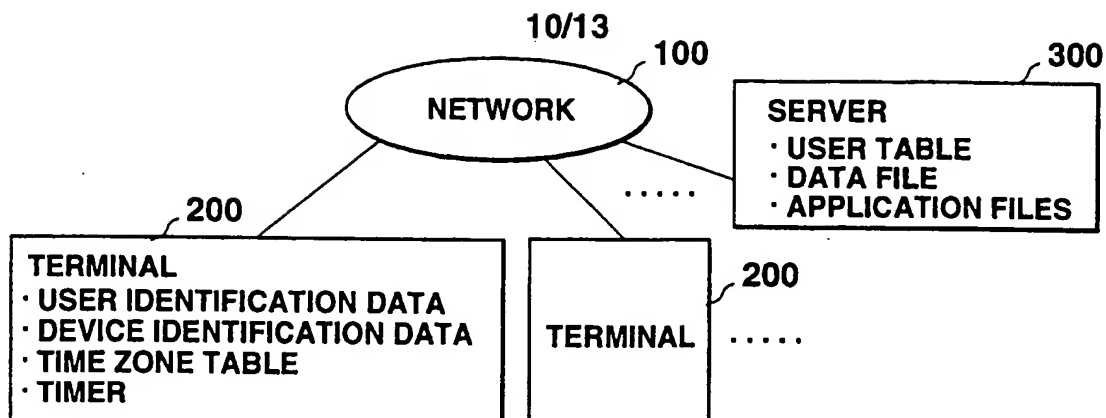 10/13
100
NETWORK
300
SERVER
· USER TABLE
· DATA FILE
· APPLICATION FILES
.....
200
TERMINAL
· USER IDENTIFICATION DATA
· DEVICE IDENTIFICATION DATA
· TIME ZONE TABLE
· TIMER
200
TERMINAL
.....